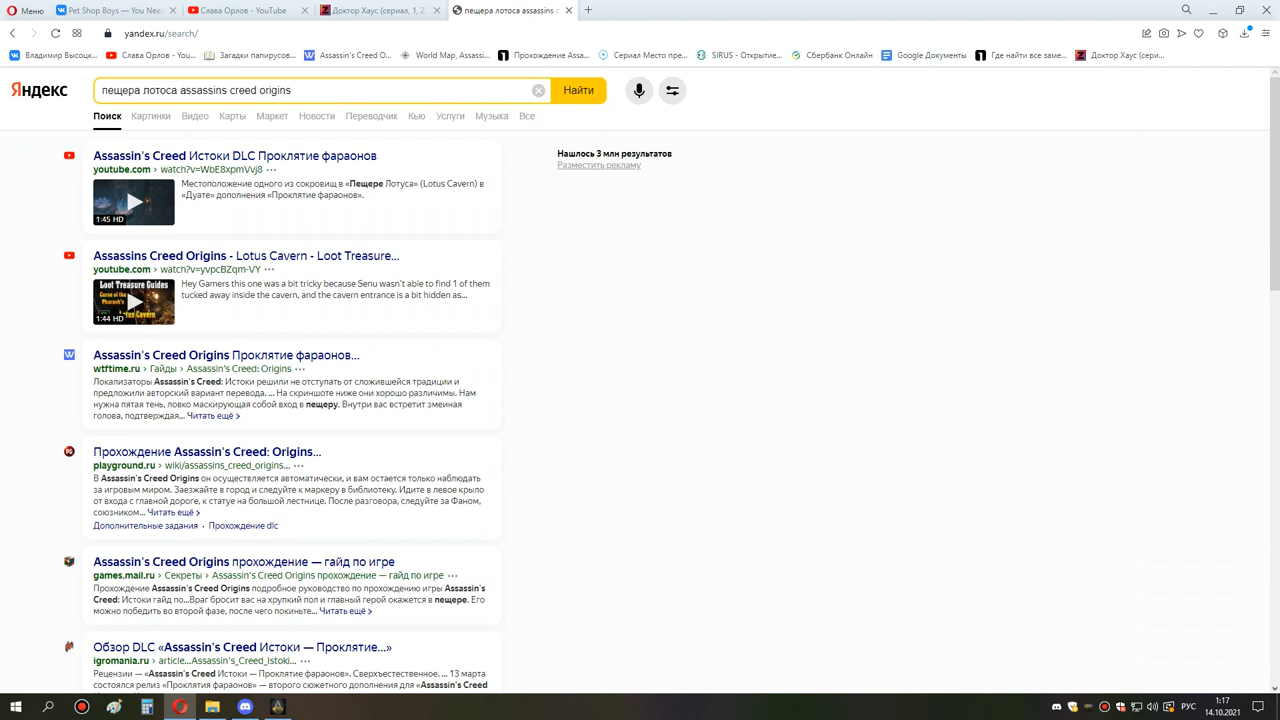 Меню
Pet Shop Boys — You Nee
Слава Орлов - YouTube
Доктор Хаус (сериал, 1, 2,
пещера лотоса assassins c
yandex.ru/search/
Владимир Высоцк...
Слава Орлов - You...
Загадки папирусов...
Assassin's Creed O...
World Map, Assassi...
Прохождение Assa...
Сериал Место пре...
SIRUS - Открытие...
Сбербанк Онлайн
Google Документы
Где найти все заме...
Доктор Хаус (сери...
Яндекс
пещера лотоса assassins creed origins
Найти
Поиск Картинки Видео Карты Маркет Новости Переводчик Кью Услуги Музыка Все
Assassin's Creed Истоки DLC Проклятие фараонов
youtube.com › watch?v=WbE8xpmVvj8
Местоположение одного из сокровищ в «Пещере Лотуса» (Lotus Cavern) в
«Дуате» дополнения «Проклятие фараонов».
1:45 HD
Assassins Creed Origins - Lotus Cavern - Loot Treasure...
youtube.com › watch?v=yvpcBZqm-VY
Hey Gamers this one was a bit tricky because Senu wasn't able to find 1 of them
tucked away inside the cavern, and the cavern entrance is a bit hidden as...
Loot Treasure Guides
Curse of the
Pharaoh's
1:44 HD
Assassin's Creed Origins Проклятие фараонов...
wtftime.ru › Гайды › Assassin's Creed: Origins
Локализаторы Assassin's Creed: Истоки решили не отступать от сложившейся традиции и
предложили авторский вариант перевода. ... На скриншоте ниже они хорошо различимы. Нам
нужна пятая тень, ловко маскирующая собой вход в пещеру. Внутри вас встретит змеиная
голова, подтверждая... Читать ещё >
Прохождение Assassin's Creed: Origins...
playground.ru › wiki/assassins_creed_origins...
В Assassin's Creed Origins он осуществляется автоматически, и вам остается только наблюдать
за игровым миром. Заезжайте в город и следуйте к маркеру в библиотеку. Идите в левое крыло
от входа с главной дороге, к статуе на большой лестнице. После разговора, следуйте за Фаном,
союзником... Читать ещё >
Дополнительные задания · Прохождение dlc
Assassin's Creed Origins прохождение — гайд по игре
games.mail.ru › Секреты › Assassin's Creed Origins прохождение — гайд по игре
Прохождение Assassin's Creed Origins подробное руководство по прохождению игры Assassin's
Creed: Истоки гайд по...Враг бросит вас на хрупкий пол и главный герой окажется в пещере. Его
можно победить во второй фазе, после чего покиньте... Читать ещё >
Обзор DLC «Assassin's Creed Истоки — Проклятие...»
igromania.ru › article...Assassin's_Creed_Istoki...
Рецензии — «Assassin's Creed Истоки — Проклятие фараонов». Сверхъестественное. ... 13 марта
состоялся релиз «Проклятия фараонов» — второго сюжетного дополнения для «Assassin's Creed
Нашлось 3 млн результатов
Разместить рекламу
РУС
1:17
14.10.2021